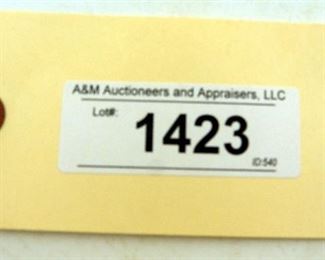 A&M Auctioneers and Appraisers, LLC
Lot#: 1423
ID:540